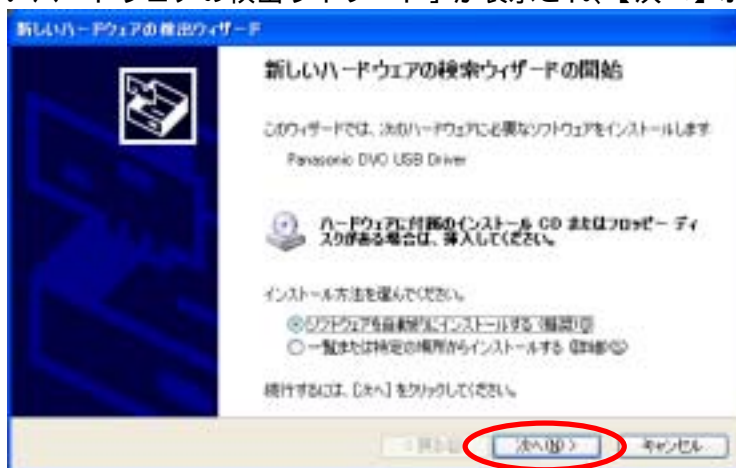 新しいハードウェアの検出ウィザード
新しいハードウェアの検索ウィザードの開始
このウィザードでは、次のハードウェアに必要なソフトウェアをインストールします
Panasonic DVC USB Driver
ハードウェアに付属のインストール CD またはフロッピー ディ
スクがある場合は、挿入してください。
インストール方法を選んでください。
ソフトウェアを自動的にインストールする (推奨)(I)
一覧または特定の場所からインストールする (詳細)(S)
続行するには、[次へ] をクリックしてください。
次へ(N) >
キャンセル